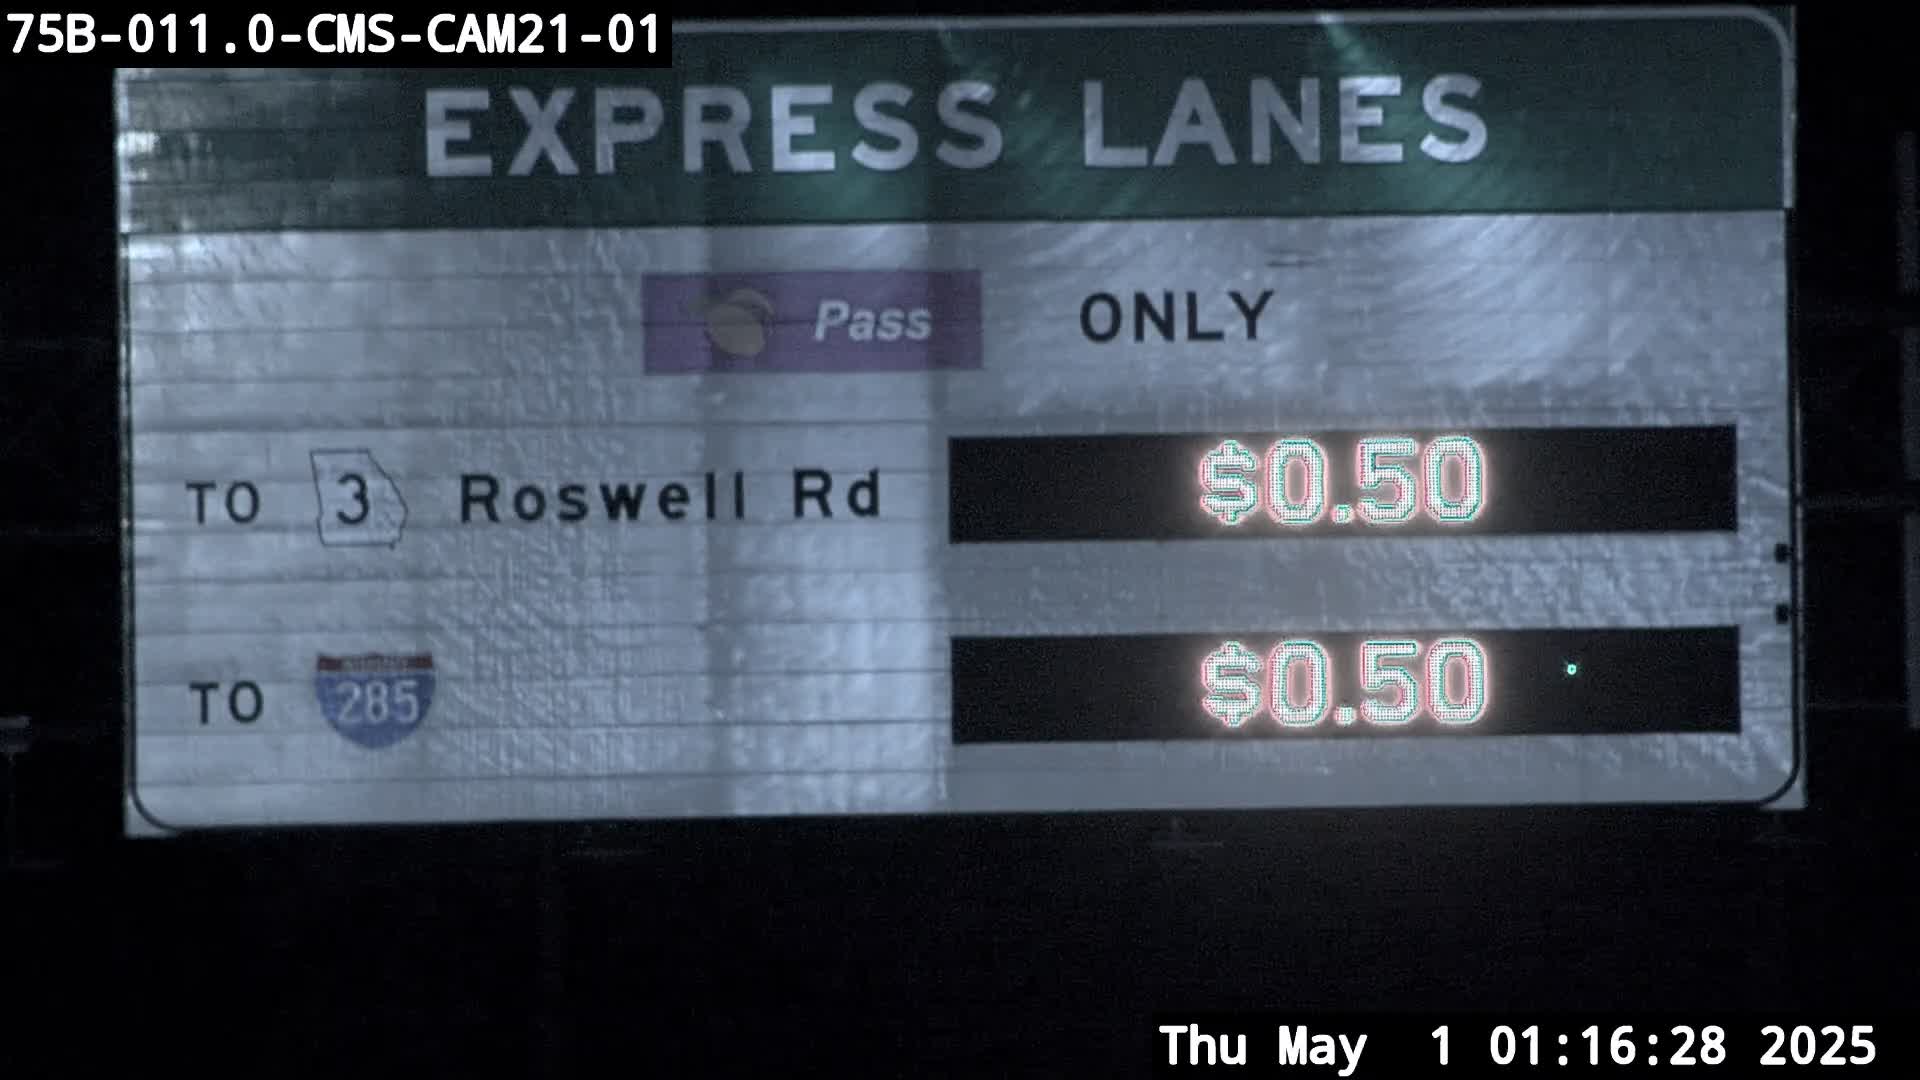 75B-011.0-CMS-CAM21-01
EXPRESS LANES
Pass ONLY
TO 3 Roswell Rd $0.50
TO 285 $0.50
Thu May 1 01:16:28 2025